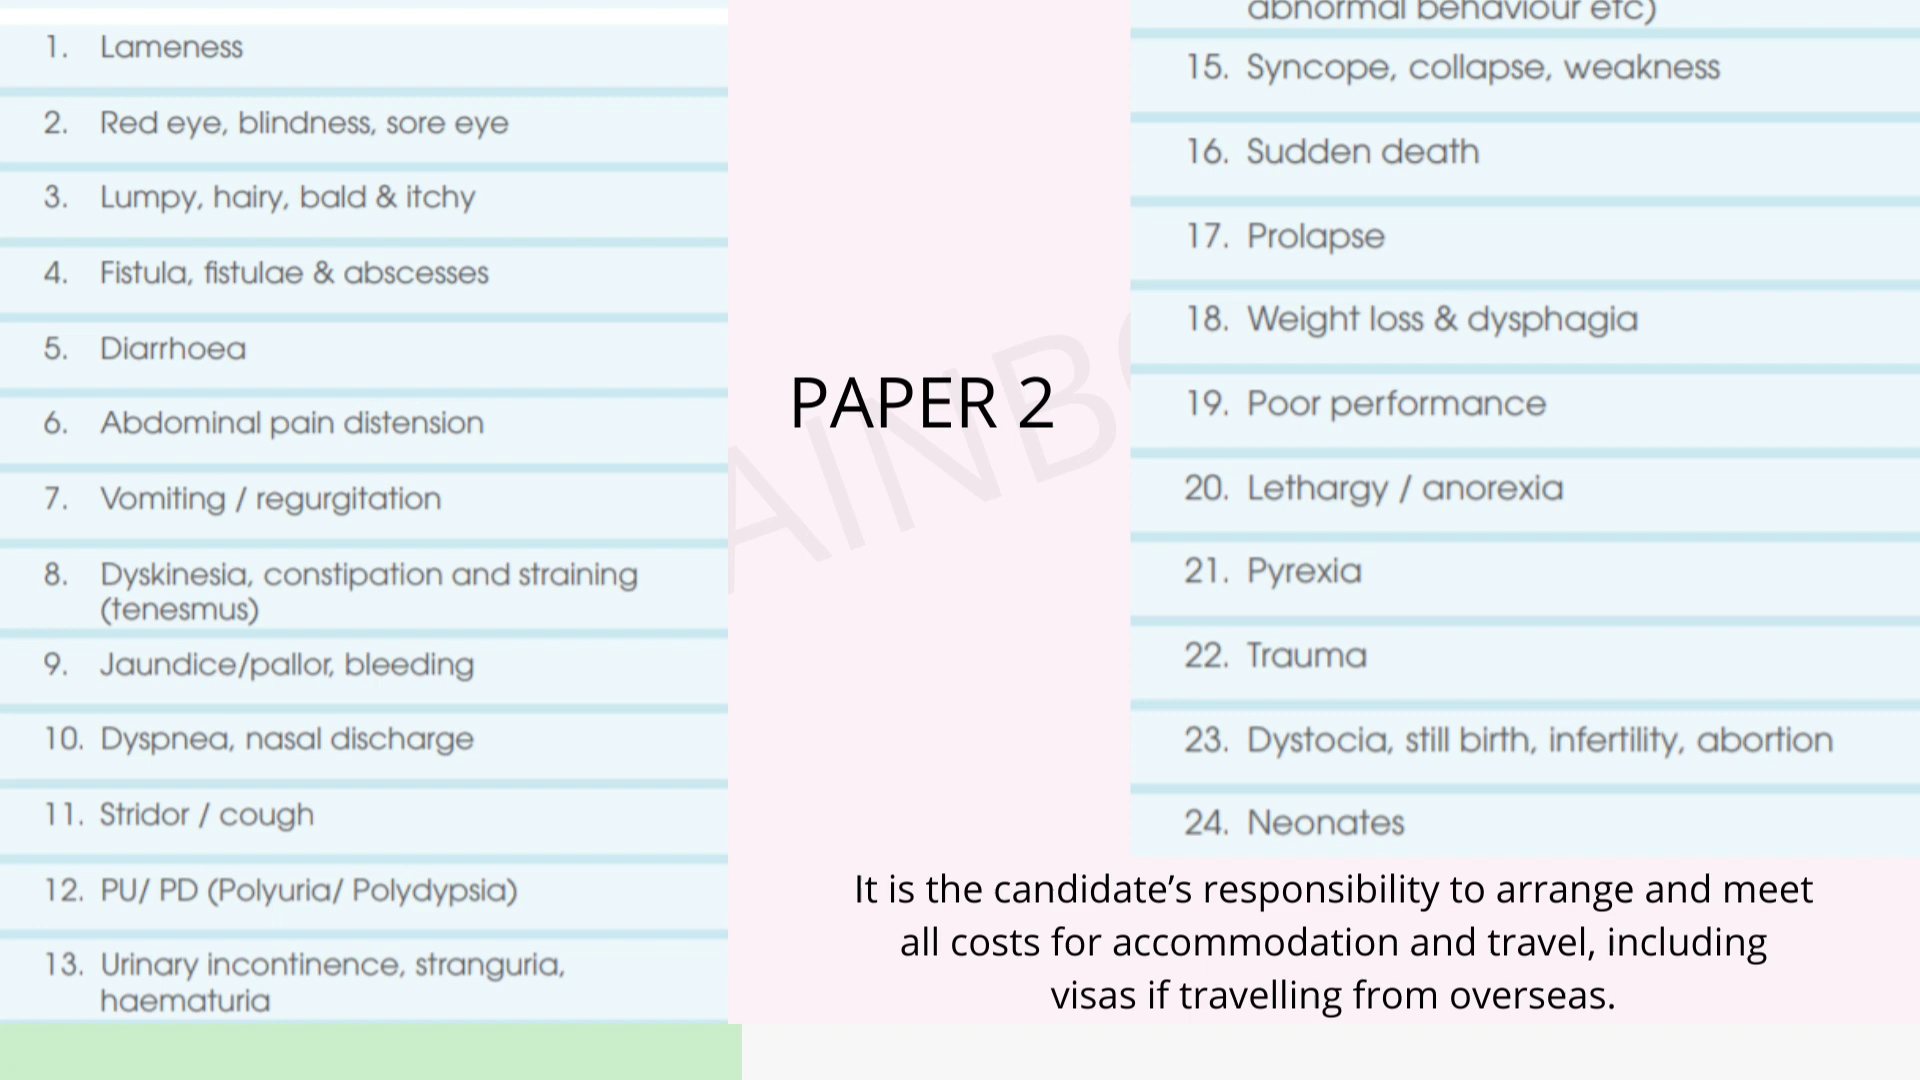 1. Lameness
2. Red eye, blindness, sore eye
3. Lumpy, hairy, bald & itchy
4. Fistula, fistulae & abscesses
5. Diarrhoea
6. Abdominal pain distension
7. Vomiting / regurgitation
8. Dyskinesia, constipation and straining
(tenesmus)
9. Jaundice/pallor, bleeding
10. Dyspnea, nasal discharge
11. Stridor / cough
12. PU/ PD (Polyuria/ Polydypsia)
13. Urinary incontinence, stranguria,
haematuria
PAPER 2
AINB
abnormal behaviour etc)
15. Syncope, collapse, weakness
16. Sudden death
17. Prolapse
18. Weight loss & dysphagia
19. Poor performance
20. Lethargy / anorexia
21. Pyrexia
22. Trauma
23. Dystocia, still birth, infertility, abortion
24. Neonates
It is the candidate’s responsibility to arrange and meet
all costs for accommodation and travel, including
visas if travelling from overseas.